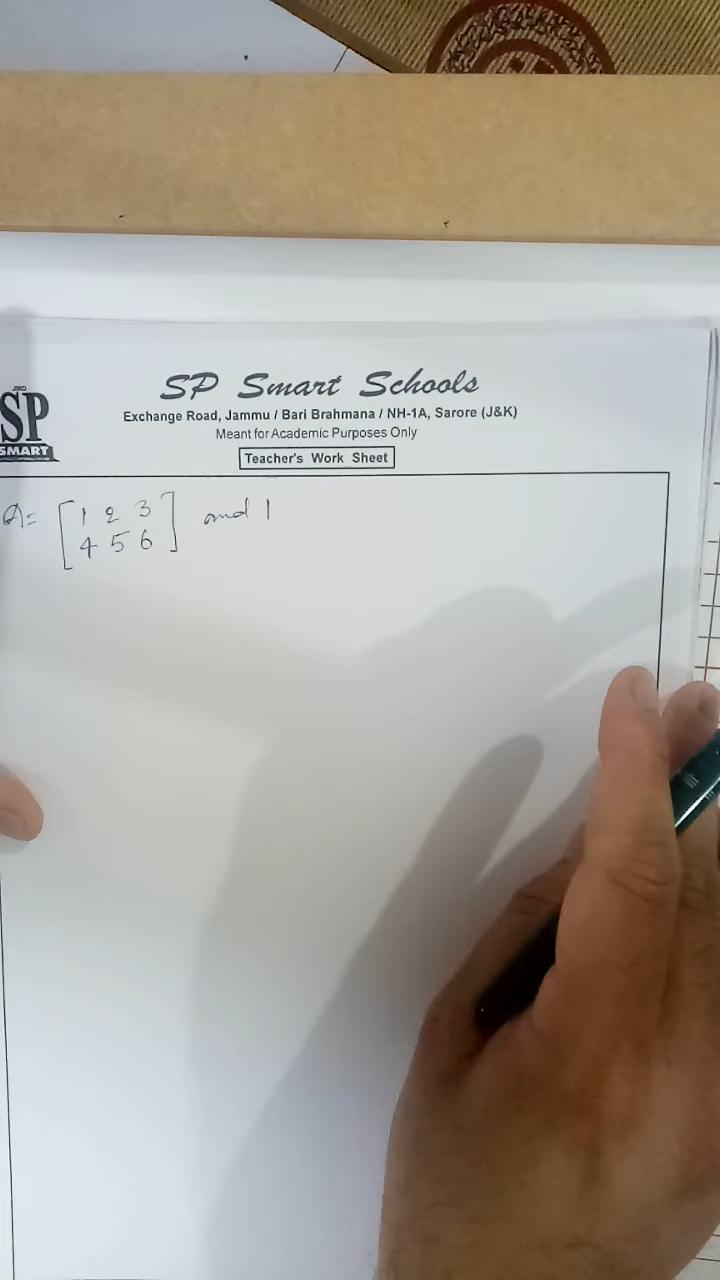 JKD
SP
SMART
SP Smart Schools
Exchange Road, Jammu / Bari Brahmana / NH-1A, Sarore (J&K)
Meant for Academic Purposes Only
Teacher's Work Sheet
A= [1 2 3] and
[4 5 6]